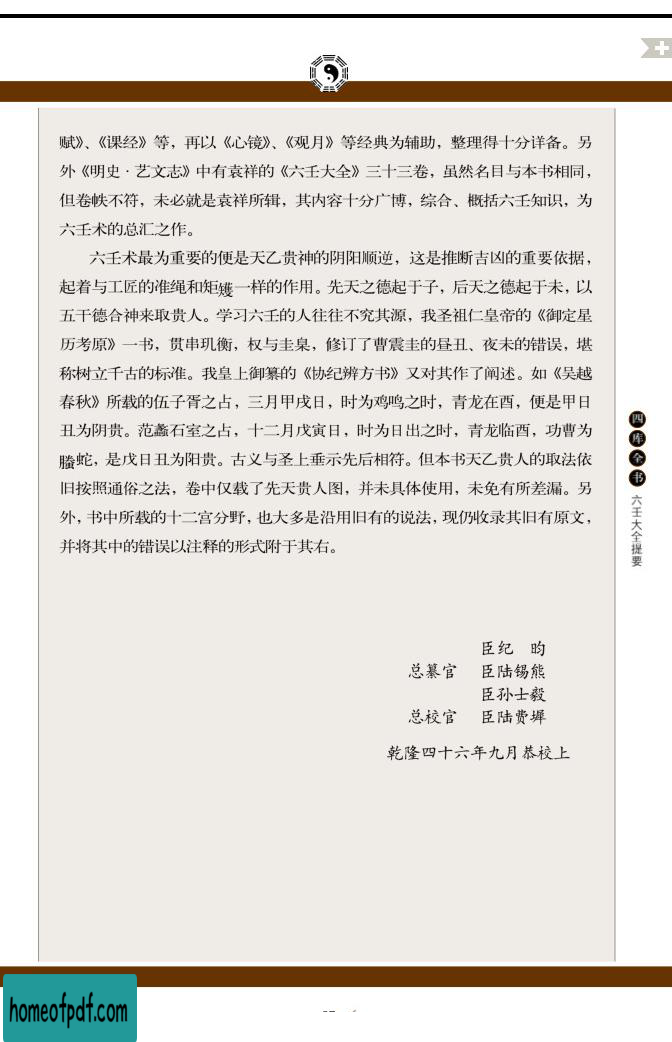 赋》、《课经》等，再以《心镜》、《观月》等经典为辅助，整理得十分详备。另
外《明史·艺文志》中有袁祥的《六壬大全》三十三卷，虽然名目与本书相同，
但卷帙不符，未必就是袁祥所辑，其内容十分广博，综合、概括六壬知识，为
六壬术的总汇之作。
六壬术最为重要的便是天乙贵神的阴阳顺逆，这是推断吉凶的重要依据，
起着与工匠的准绳和矩矱一样的作用。先天之德起于子，后天之德起于未，以
五干德合神来取贵人。学习六壬的人往往不究其源，我圣祖仁皇帝的《御定星
历考原》一书，贯串玑衡，权与圭臬，修订了曹震圭的昼丑、夜未的错误，堪
称树立千古的标准。我皇上御纂的《协纪辨方书》又对其作了阐述。如《吴越
春秋》所载的伍子胥之占，三月甲戌日，时为鸡鸣之时，青龙在酉，便是甲日
丑为阴贵。范蠡石室之占，十二月戊寅日，时为日出之时，青龙临酉，功曹为
螣蛇，是戊日丑为阳贵。古义与圣上垂示先后相符。但本书天乙贵人的取法依
旧按照通俗之法，卷中仅载了先天贵人图，并未具体使用，未免有所差漏。另
外，书中所载的十二宫分野，也大多是沿用旧有的说法，现仍收录其旧有原文，
并将其中的错误以注释的形式附于其右。
臣纪　昀
总纂官　臣陆锡熊
臣孙士毅
总校官　臣陆费墀
乾隆四十六年九月恭校上
四库全书
六壬大全提要
homeofpdf.com